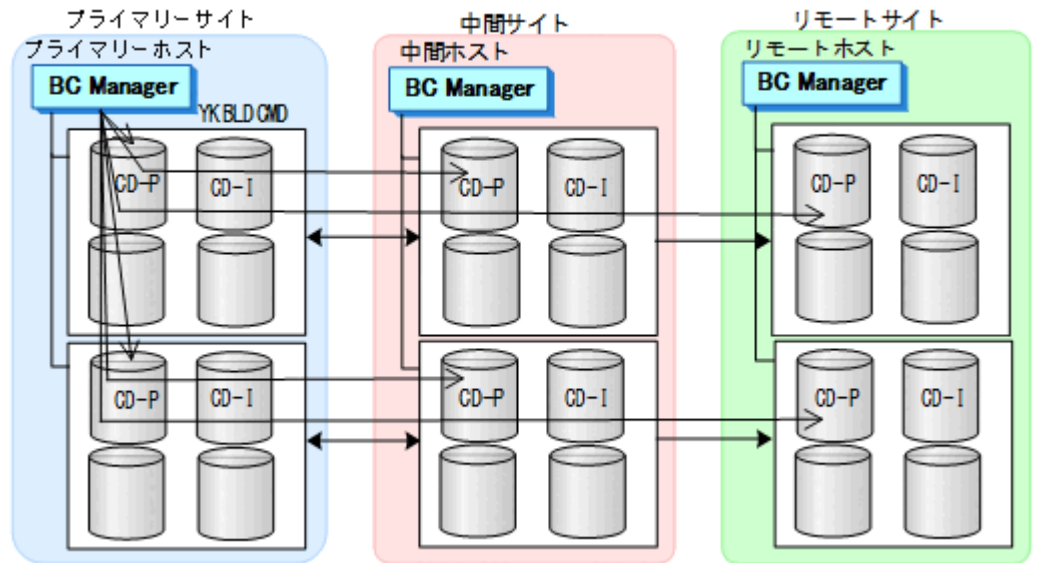 プライマリーサイト
中間サイト
リモートサイト
プライマリーホスト
中間ホスト
リモートホスト
BC Manager
BC Manager
BC Manager
YKBLDCMD
CD-P
CD-I
CD-P
CD-I
CD-P
CD-I
CD-P
CD-I
CD-P
CD-I
CD-P
CD-I